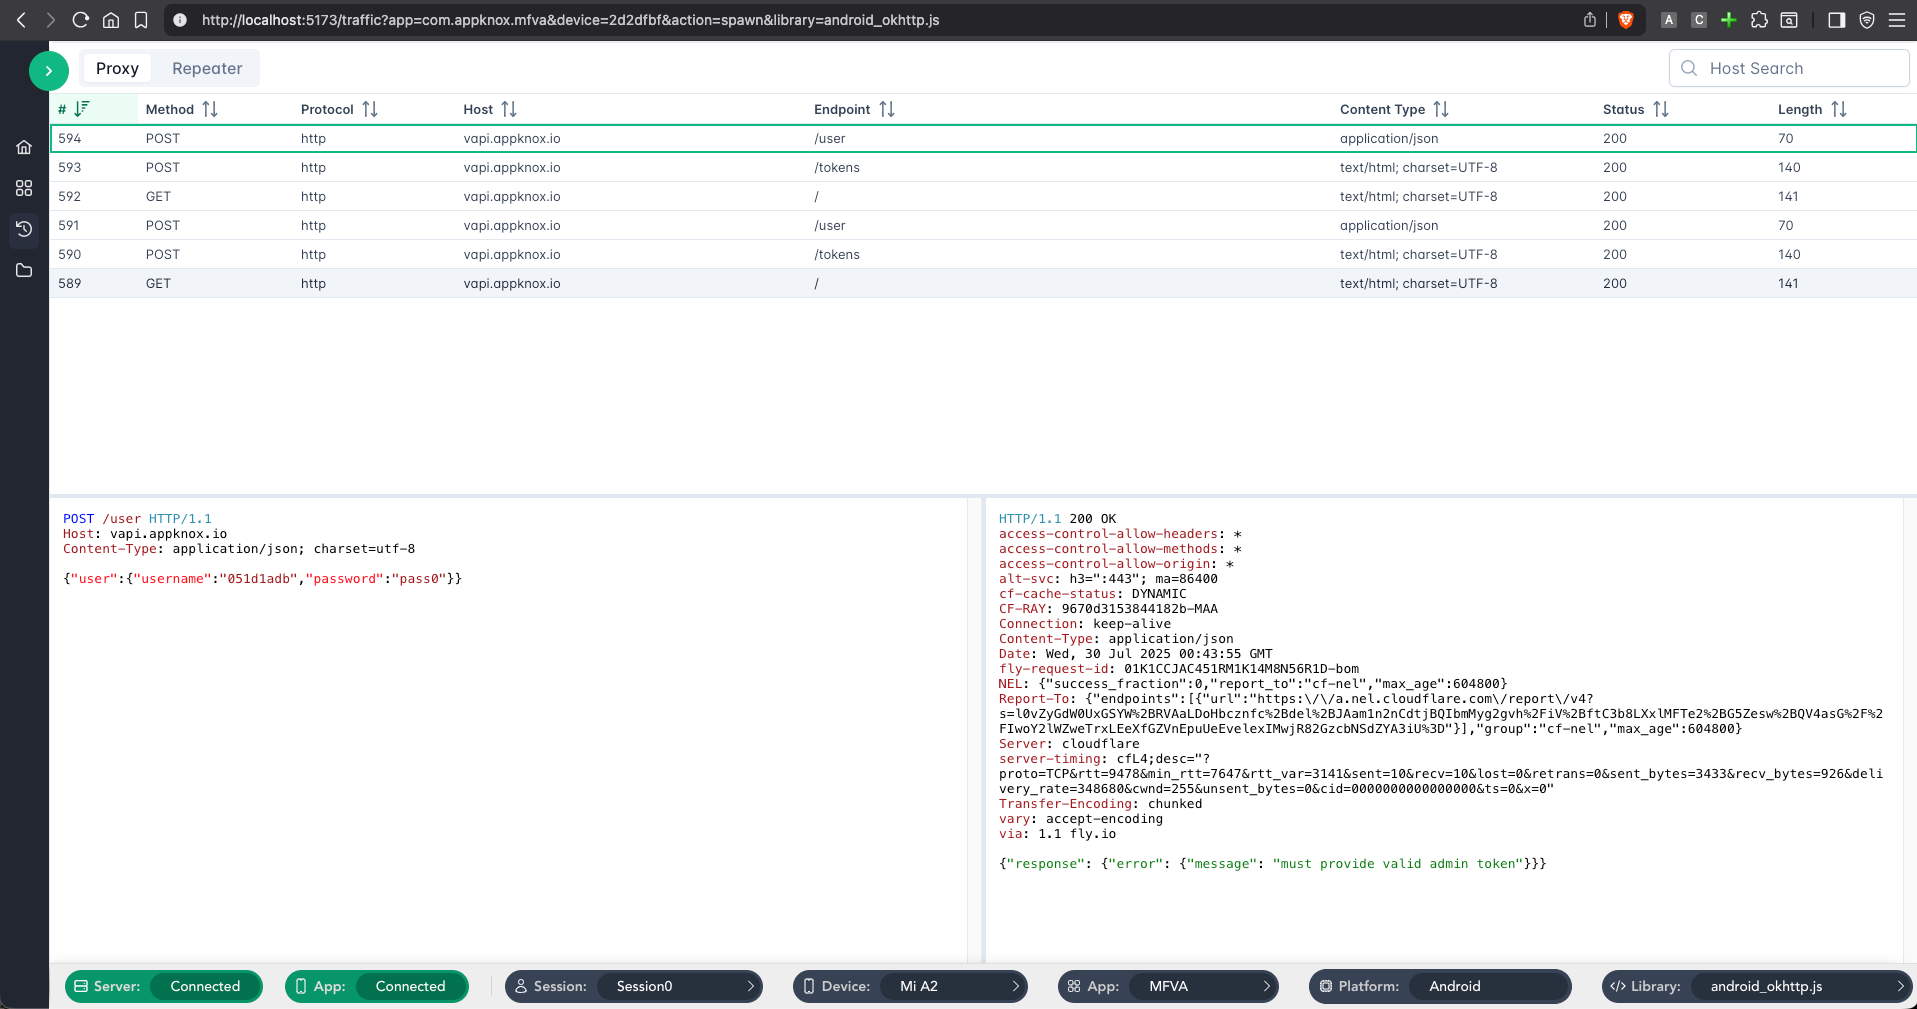 http://localhost:5173/traffic?app=com.appknox.mfva&device=2d2dfbf&action=spawn&library=android_okhttp.js
A
C
Proxy
Repeater
Host Search
#
Method
Protocol
Host
Endpoint
Content Type
Status
Length
594 POST http vapi.appknox.io /user application/json 200 70
593 POST http vapi.appknox.io /tokens text/html; charset=UTF-8 200 140
592 GET http vapi.appknox.io / text/html; charset=UTF-8 200 141
591 POST http vapi.appknox.io /user application/json 200 70
590 POST http vapi.appknox.io /tokens text/html; charset=UTF-8 200 140
589 GET http vapi.appknox.io / text/html; charset=UTF-8 200 141
POST /user HTTP/1.1
Host: vapi.appknox.io
Content-Type: application/json; charset=utf-8
{"user":{"username":"051d1adb","password":"pass0"}}
HTTP/1.1 200 OK
access-control-allow-headers: *
access-control-allow-methods: *
access-control-allow-origin: *
alt-svc: h3=":443"; ma=86400
cf-cache-status: DYNAMIC
CF-RAY: 9670d3153844182b-MAA
Connection: keep-alive
Content-Type: application/json
Date: Wed, 30 Jul 2025 00:43:55 GMT
fly-request-id: 01K1CCJAC451RM1K14M8N56R1D-bom
NEL: {"success_fraction":0,"report_to":"cf-nel","max_age":604800}
Report-To: {"endpoints":[{"url":"https:\/\/a.nel.cloudflare.com\/report\/v4?
s=l0vZyGdW0UxGSYW%2BRVAaLDoHbcznfc%2Bdel%2BJAam1n2nCdtjBQIbmMyg2gvh%2FiV%2BftC3b8LXxlMFTe2%2BG5Zesw%2BQV4asG%2F%2
FIwoY2lWZweTrxLEeXfGZVnEpuUeEvelexIMwjR82GzcbNSdZYA3iU%3D"}],"group":"cf-nel","max_age":604800}
Server: cloudflare
server-timing: cfL4;desc="?
proto=TCP&rtt=9478&min_rtt=7647&rtt_var=3141&sent=10&recv=10&lost=0&retrans=0&sent_bytes=3433&recv_bytes=926&deli
very_rate=348680&cwnd=255&unsent_bytes=0&cid=0000000000000000&ts=0&x=0"
Transfer-Encoding: chunked
vary: accept-encoding
via: 1.1 fly.io
{"response": {"error": {"message": "must provide valid admin token"}}}
Server: Connected
App: Connected
Session: Session0
Device: Mi A2
App: MFVA
Platform: Android
Library: android_okhttp.js